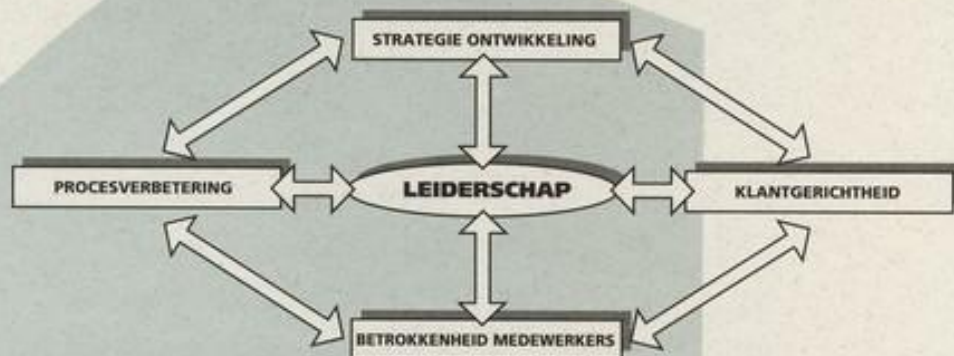 STRATEGIE ONTWIKKELING
PROCESVERBETERING
LEIDERSCHAP
KLANTGERICHTHEID
BETROKKENHEID MEDEWERKERS